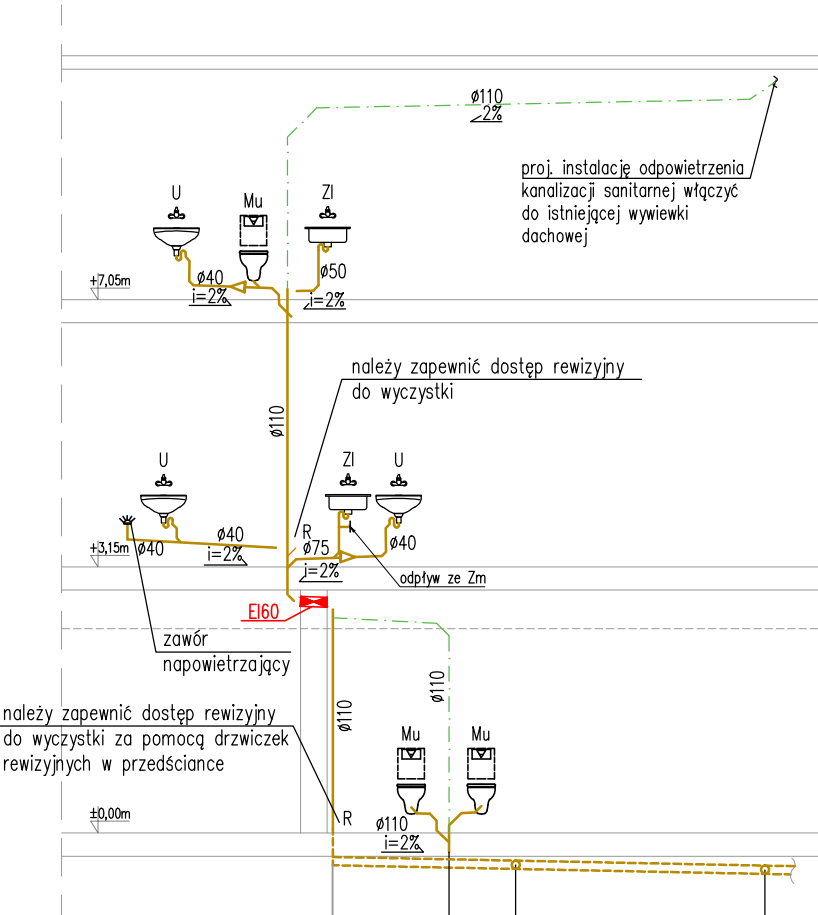 ø110
2%
proj. instalację odpowietrzenia
kanalizacji sanitarnej włączyć
do istniejącej wywiewki
dachowej
U
Mu
Zl
ø40
i=2%
ø50
i=2%
+7,05m
należy zapewnić dostęp rewizyjny
do wyczystki
ø110
U
Zl
U
R
ø40
ø40
i=2%
ø75
i=2%
ø40
+3,15m
odpływ ze Zm
EI60
zawór
napowietrzający
ø110
ø110
należy zapewnić dostęp rewizyjny
do wyczystki za pomocą drzwiczek
rewizyjnych w przedściance
Mu
Mu
±0,00m
R
ø110
i=2%